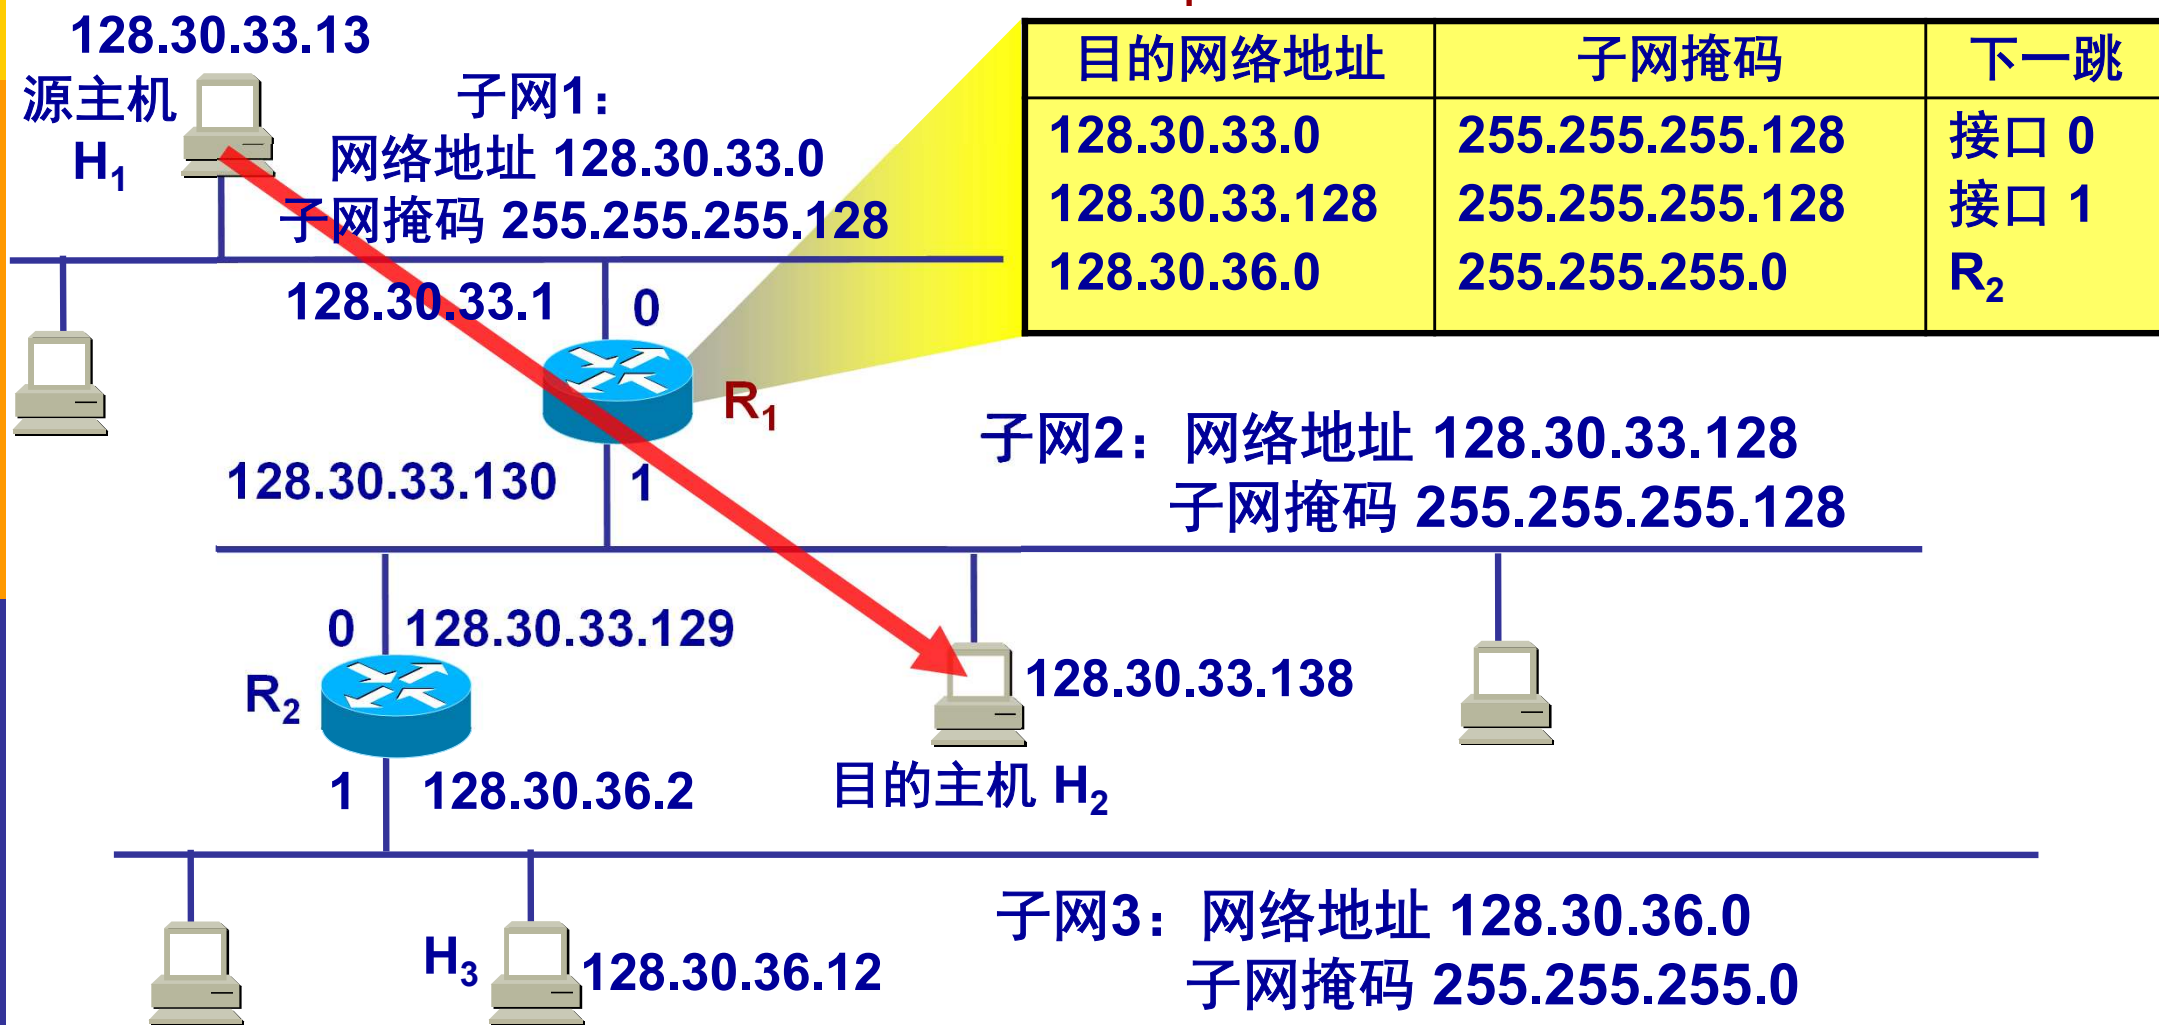 128.30.33.13
源主机
H1
子网1：
网络地址 128.30.33.0
子网掩码 255.255.255.128
目的网络地址 子网掩码 下一跳
128.30.33.0 255.255.255.128 接口 0
128.30.33.128 255.255.255.128 接口 1
128.30.36.0 255.255.255.0 R2
128.30.33.1 0
R1
128.30.33.130 1
子网2：网络地址 128.30.33.128
子网掩码 255.255.255.128
0 128.30.33.129
R2
128.30.33.138
1 128.30.36.2
目的主机 H2
子网3：网络地址 128.30.36.0
子网掩码 255.255.255.0
H3 128.30.36.12